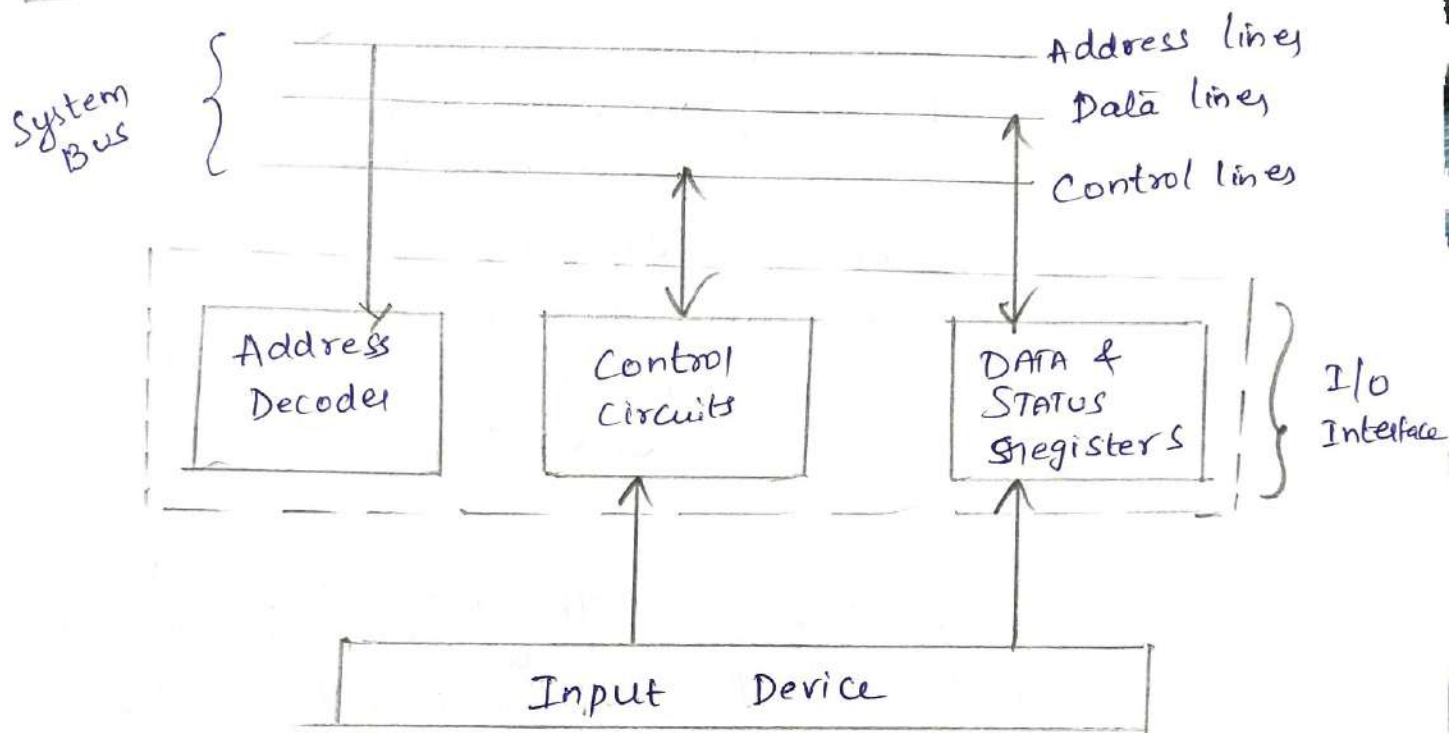 System
Bus
Address lines
Data lines
Control lines
Address
Decoder
Control
Circuits
DATA &
STATUS
registers
I/O
Interface
Input Device